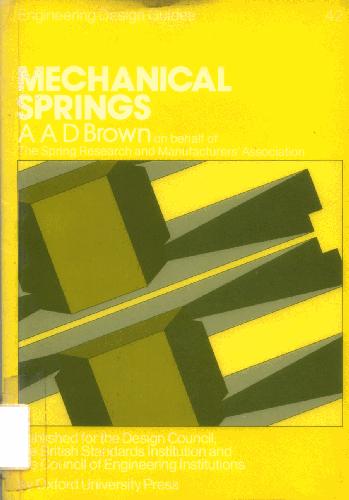 Engineering Design Guides 42
MECHANICAL
SPRINGS
A A D Brown on behalf of
The Spring Research and Manufacturers' Association
Published for the Design Council,
the British Standards Institution and
the Council of Engineering Institutions
by Oxford University Press